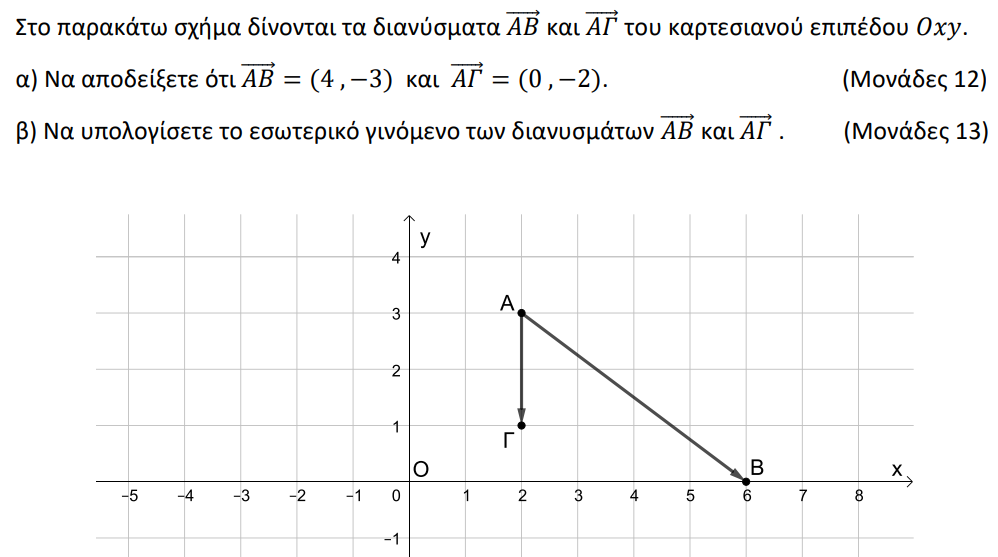 Στο παρακάτω σχήμα δίνονται τα διανύσματα $\overrightarrow{AB}$ και $\overrightarrow{A\Gamma}$ του καρτεσιανού επιπέδου $Oxy$.
α) Να αποδείξετε ότι $\overrightarrow{AB} = (4\,,-3)$ και $\overrightarrow{A\Gamma} = (0\,,-2)$. (Μονάδες 12)
β) Να υπολογίσετε το εσωτερικό γινόμενο των διανυσμάτων $\overrightarrow{AB}$ και $\overrightarrow{A\Gamma}$ . (Μονάδες 13)
y
4
A
3
2
1
Γ
O
B
x
−5 −4 −3 −2 −1 0 1 2 3 4 5 6 7 8
−1